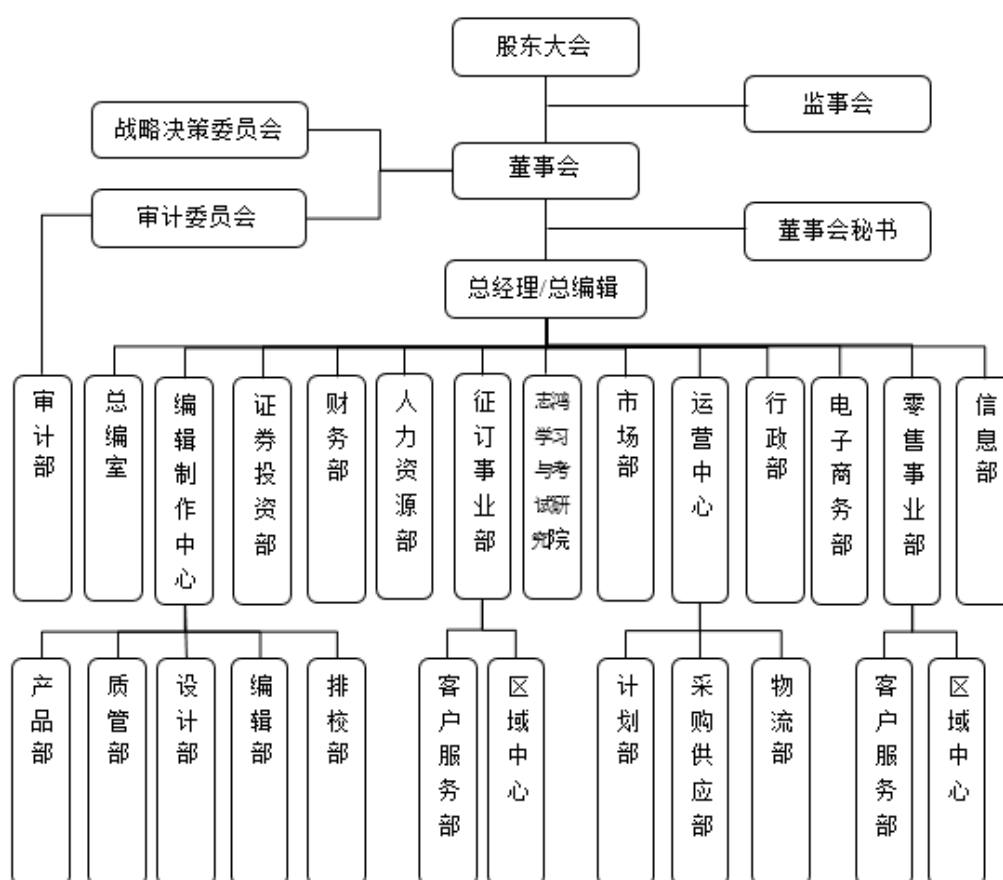 股东大会
监事会
战略决策委员会
董事会
审计委员会
董事会秘书
总经理/总编辑
审计部
总编室
编辑制作中心
证券投资部
财务部
人力资源部
征订事业部
志鸿学习与考试研究院
市场部
运营中心
行政部
电子商务部
零售事业部
信息部
产品部
质管部
设计部
编辑部
排校部
客户服务部
区域中心
计划部
采购供应部
物流部
客户服务部
区域中心